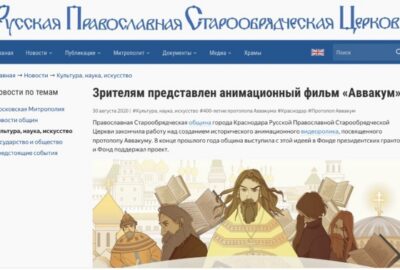 Русская Православная Старообрядческая Церковь
Новости Публикации Митрополит Документы Медиа Храмы Поиск
Новости Культура, наука, искусство
Зрителям представлен анимационный фильм «Аввакум»
новости по темам
Московская Митрополия
Новости общин
Культура, наука, искусство
Государство и общество
Предстоящие события
30 августа 2020 | #Культура, наука, искусство #400-летие протопопа Аввакума #Краснодар #Протопоп Аввакум
Православная Старообрядческая община города Краснодара Русской Православной Старообрядческой
Церкви закончила работу над созданием исторического анимационного видеоролика, посвященного
протопопу Аввакуму. В конце прошлого года община выступила с этой идеей в Фонде президентских гранто
и Фонд поддержал проект.